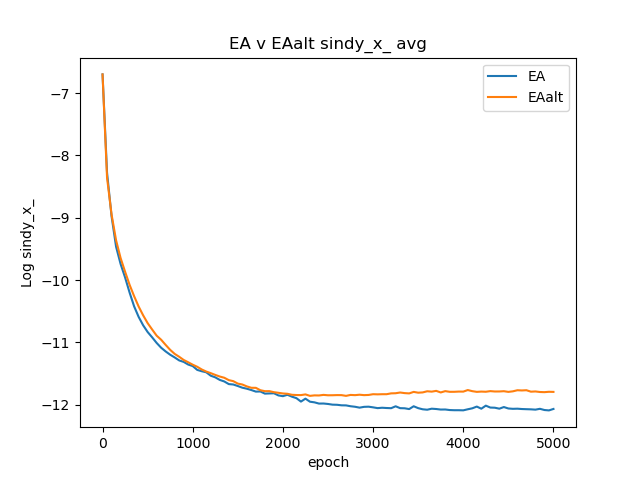 EA v EAalt sindy_x_ avg
EA
EAalt
Log sindy_x_
−7
−8
−9
−10
−11
−12
0
1000
2000
3000
4000
5000
epoch